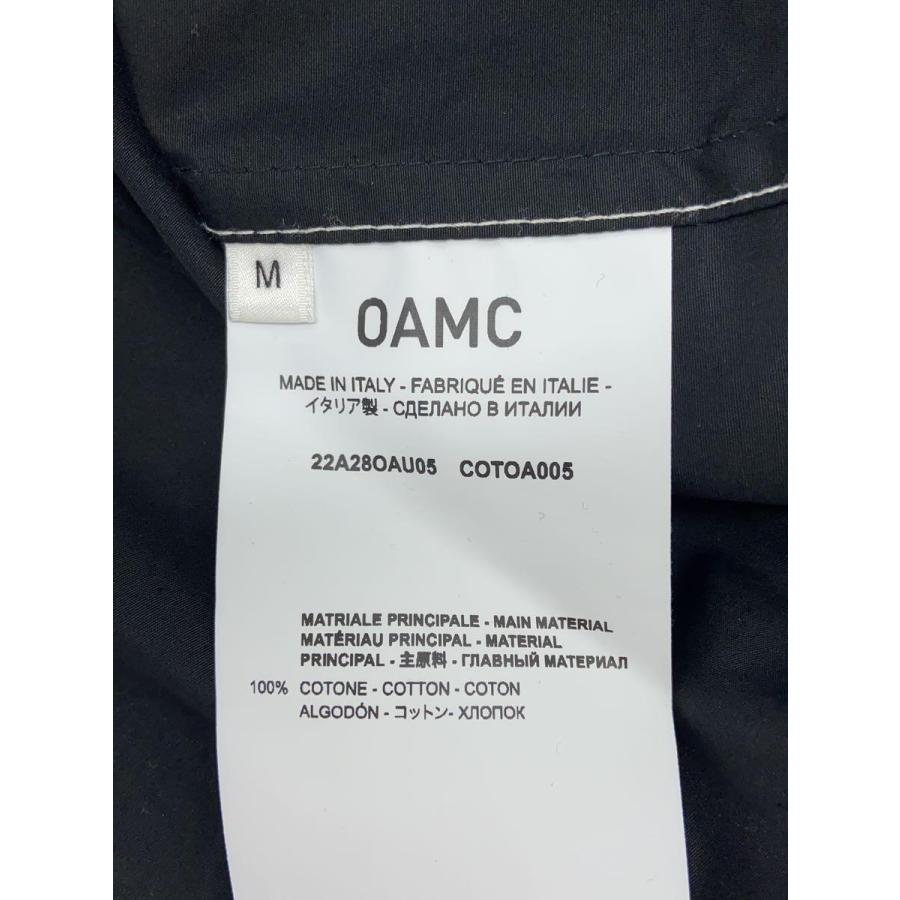 M
OAMC
MADE IN ITALY - FABRIQUÉ EN ITALIE -
イタリア製 - СДЕЛАНО В ИТАЛИИ
22A28OAU05 COTOA005
MATRIALE PRINCIPALE - MAIN MATERIAL
MATÉRIAU PRINCIPAL - MATERIAL
PRINCIPAL - 主原料 - ГЛАВНЫЙ МАТЕРИАЛ
100% COTONE - COTTON - COTON
ALGODÓN - コットン- ХЛОПОК